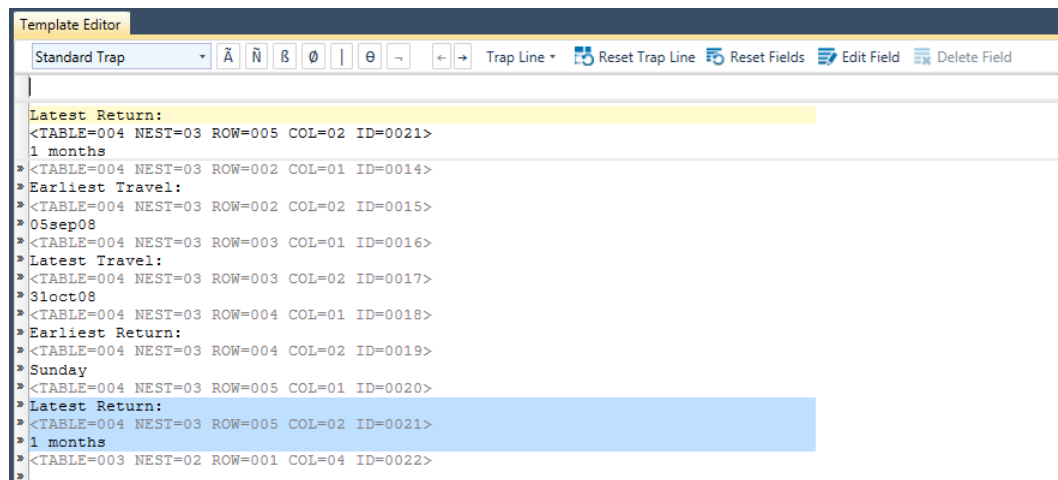 Template Editor
Standard Trap Ã Ñ ß Ø | θ ¬ ← → Trap Line Reset Trap Line Reset Fields Edit Field Delete Field
Latest Return:
<TABLE=004 NEST=03 ROW=005 COL=02 ID=0021>
1 months
» <TABLE=004 NEST=03 ROW=002 COL=01 ID=0014>
» Earliest Travel:
» <TABLE=004 NEST=03 ROW=002 COL=02 ID=0015>
» 05sep08
» <TABLE=004 NEST=03 ROW=003 COL=01 ID=0016>
» Latest Travel:
» <TABLE=004 NEST=03 ROW=003 COL=02 ID=0017>
» 31oct08
» <TABLE=004 NEST=03 ROW=004 COL=01 ID=0018>
» Earliest Return:
» <TABLE=004 NEST=03 ROW=004 COL=02 ID=0019>
» Sunday
» <TABLE=004 NEST=03 ROW=005 COL=01 ID=0020>
» Latest Return:
» <TABLE=004 NEST=03 ROW=005 COL=02 ID=0021>
» 1 months
» <TABLE=003 NEST=02 ROW=001 COL=04 ID=0022>
»